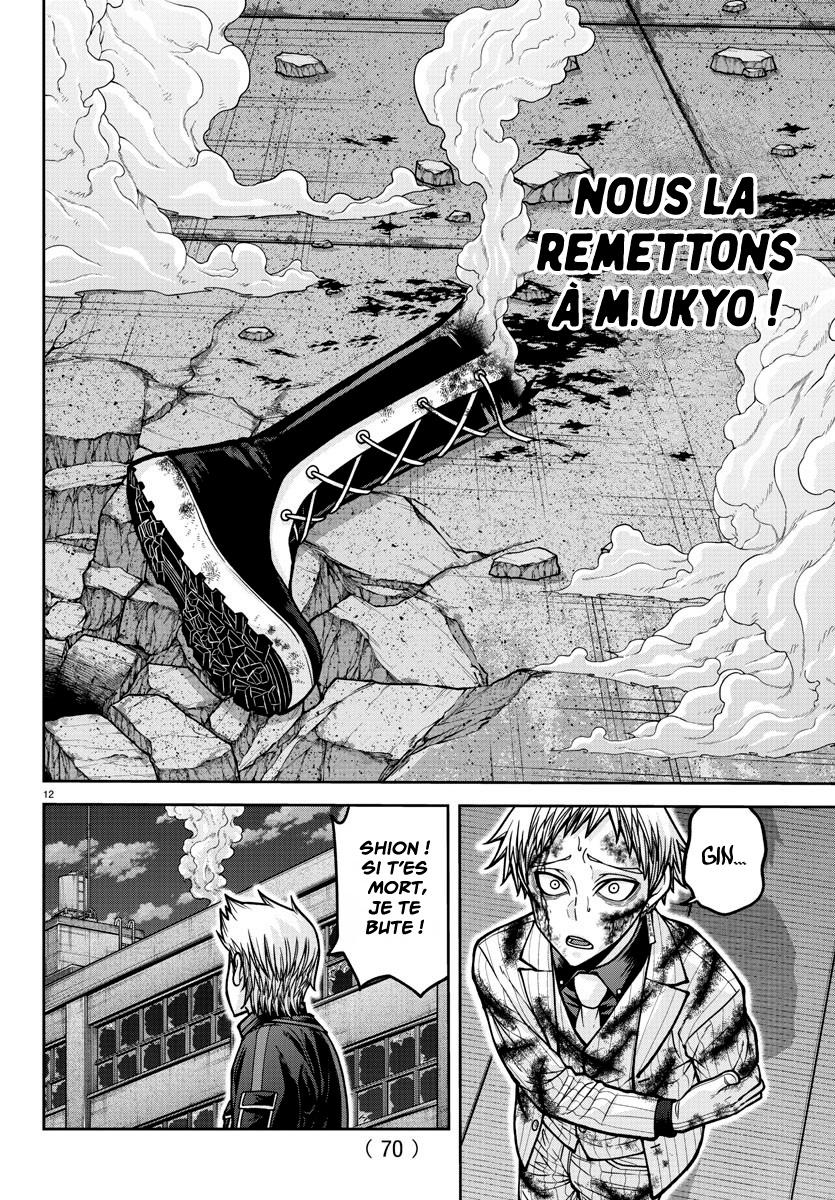 NOUS LA
REMETTONS
À M.UKYO !
12
GIN...
SHION !
SI T'ES
MORT,
JE TE
BUTE !
( 70 )